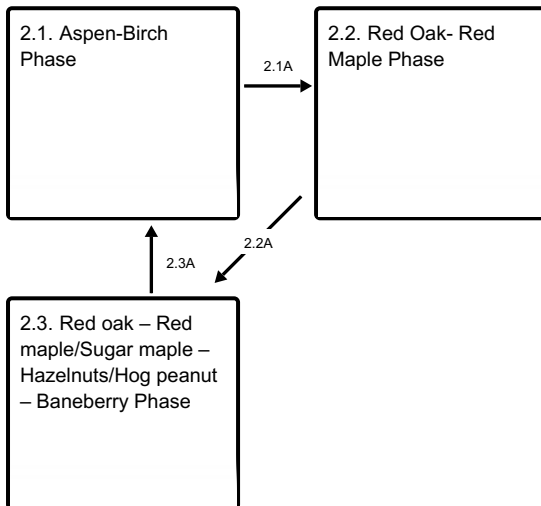 2.1. Aspen-Birch
Phase
2.1A
2.2. Red Oak- Red
Maple Phase
2.2A
2.3A
2.3. Red oak – Red
maple/Sugar maple –
Hazelnuts/Hog peanut
– Baneberry Phase